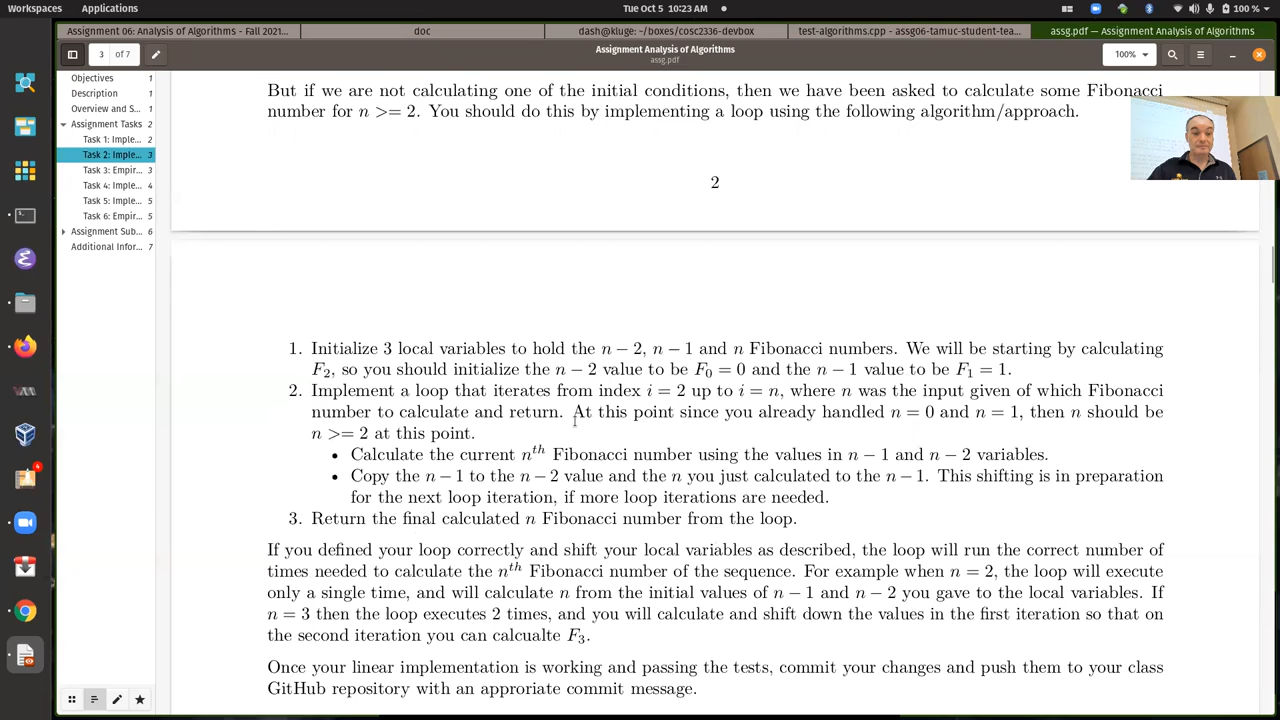 Workspaces Applications Tue Oct 5 10:23 AM 100 %
Assignment 06: Analysis of Algorithms - Fall 2021... doc dash@kluge: ~/boxes/cosc2336-devbox test-algorithms.cpp - assg06-tamuc-student-tea... assg.pdf — Assignment Analysis of Algorithms
3 of 7 Assignment Analysis of Algorithms 100%
assg.pdf
Objectives 1
Description 1
Overview and S... 1
Assignment Tasks 2
Task 1: Imple... 2
Task 2: Imple... 3
Task 3: Empir... 3
Task 4: Imple... 4
Task 5: Imple... 5
Task 6: Empir... 5
Assignment Sub... 6
Additional Infor... 7
But if we are not calculating one of the initial conditions, then we have been asked to calculate some Fibonacci
number for n >= 2. You should do this by implementing a loop using the following algorithm/approach.
2
1. Initialize 3 local variables to hold the n − 2, n − 1 and n Fibonacci numbers. We will be starting by calculating
F₂, so you should initialize the n − 2 value to be F₀ = 0 and the n − 1 value to be F₁ = 1.
2. Implement a loop that iterates from index i = 2 up to i = n, where n was the input given of which Fibonacci
number to calculate and return. At this point since you already handled n = 0 and n = 1, then n should be
n >= 2 at this point.
• Calculate the current nᵗʰ Fibonacci number using the values in n − 1 and n − 2 variables.
• Copy the n − 1 to the n − 2 value and the n you just calculated to the n − 1. This shifting is in preparation
for the next loop iteration, if more loop iterations are needed.
3. Return the final calculated n Fibonacci number from the loop.
If you defined your loop correctly and shift your local variables as described, the loop will run the correct number of
times needed to calculate the nᵗʰ Fibonacci number of the sequence. For example when n = 2, the loop will execute
only a single time, and will calculate n from the initial values of n − 1 and n − 2 you gave to the local variables. If
n = 3 then the loop executes 2 times, and you will calculate and shift down the values in the first iteration so that on
the second iteration you can calcualte F₃.
Once your linear implementation is working and passing the tests, commit your changes and push them to your class
GitHub repository with an approriate commit message.